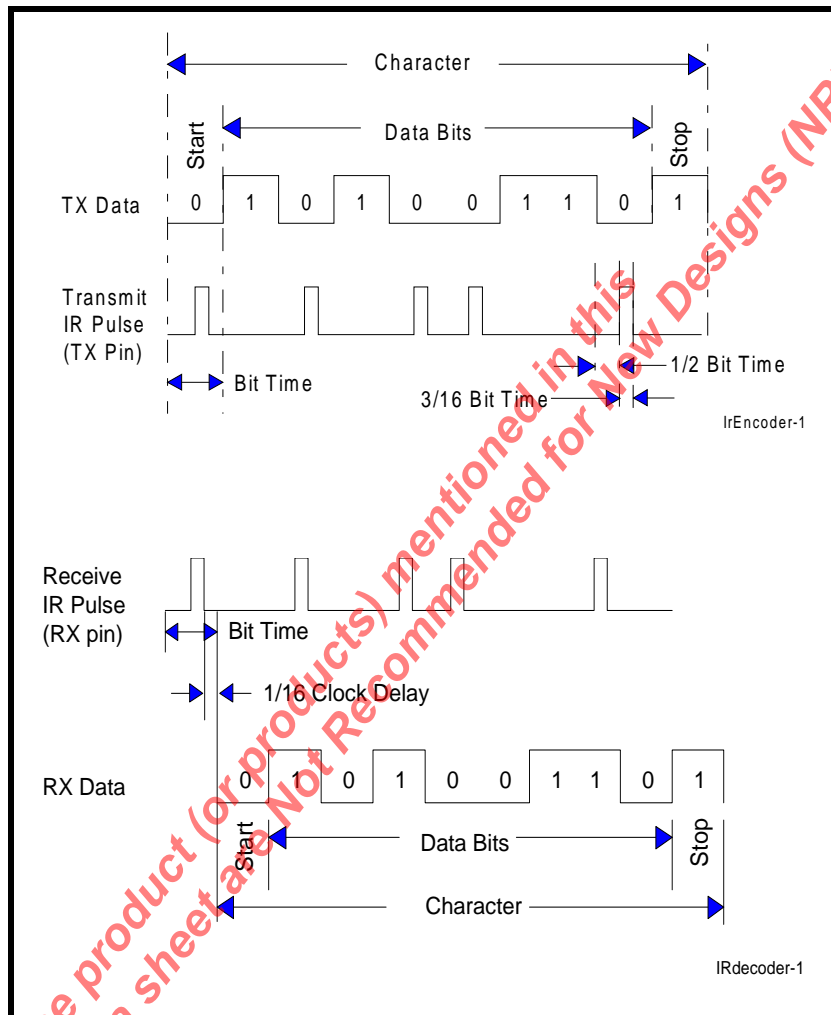 Character
Start
Data Bits
Stop
TX Data 0 1 0 1 0 0 1 1 0 1
Transmit
IR Pulse
(TX Pin)
Bit Time
1/2 Bit Time
3/16 Bit Time
IrEncoder-1
Receive
IR Pulse
(RX pin)
Bit Time
1/16 Clock Delay
RX Data 0 1 0 1 0 0 1 1 0 1
Start
Data Bits
Stop
Character
IRdecoder-1
product (or products) mentioned in this
sheet are Not Recommended for New Designs